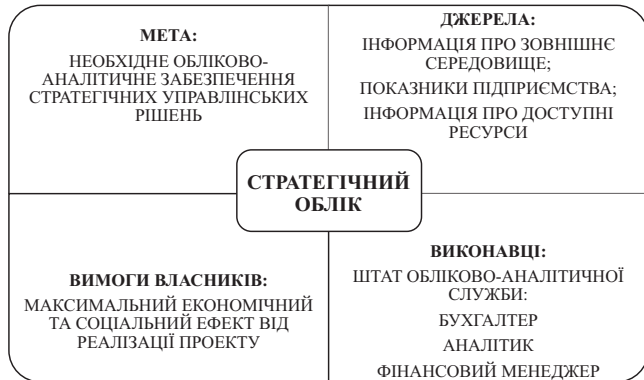 МЕТА:
НЕОБХІДНЕ ОБЛІКОВО-
АНАЛІТИЧНЕ ЗАБЕЗПЕЧЕННЯ
СТРАТЕГІЧНИХ УПРАВЛІНСЬКИХ
РІШЕНЬ
ДЖЕРЕЛА:
ІНФОРМАЦІЯ ПРО ЗОВНІШНЄ
СЕРЕДОВИЩЕ;
ПОКАЗНИКИ ПІДПРИЄМСТВА;
ІНФОРМАЦІЯ ПРО ДОСТУПНІ
РЕСУРСИ
СТРАТЕГІЧНИЙ
ОБЛІК
ВИМОГИ ВЛАСНИКІВ:
МАКСИМАЛЬНИЙ ЕКОНОМІЧНИЙ
ТА СОЦІАЛЬНИЙ ЕФЕКТ ВІД
РЕАЛІЗАЦІЇ ПРОЕКТУ
ВИКОНАВЦІ:
ШТАТ ОБЛІКОВО-АНАЛІТИЧНОЇ
СЛУЖБИ:
БУХГАЛТЕР
АНАЛІТИК
ФІНАНСОВИЙ МЕНЕДЖЕР